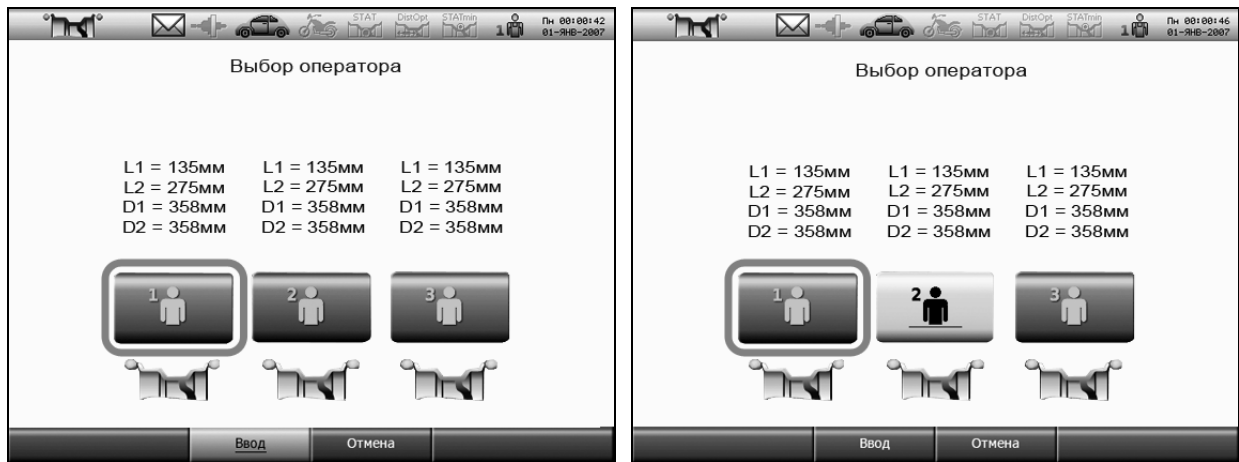 STAT DistOpt STATmin 1 Пн 00:00:42
01-ЯНВ-2007
Выбор оператора
L1 = 135мм L1 = 135мм L1 = 135мм
L2 = 275мм L2 = 275мм L2 = 275мм
D1 = 358мм D1 = 358мм D1 = 358мм
D2 = 358мм D2 = 358мм D2 = 358мм
1 2 3
Ввод Отмена
STAT DistOpt STATmin 1 Пн 00:00:46
01-ЯНВ-2007
Выбор оператора
L1 = 135мм L1 = 135мм L1 = 135мм
L2 = 275мм L2 = 275мм L2 = 275мм
D1 = 358мм D1 = 358мм D1 = 358мм
D2 = 358мм D2 = 358мм D2 = 358мм
1 2 3
Ввод Отмена